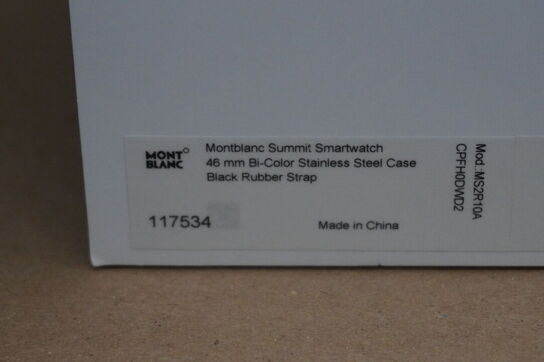 MONT
BLANC
Montblanc Summit Smartwatch
46 mm Bi-Color Stainless Steel Case
Black Rubber Strap
117534
Made in China
Mod.:MS2R10A
CPFH0DWD2